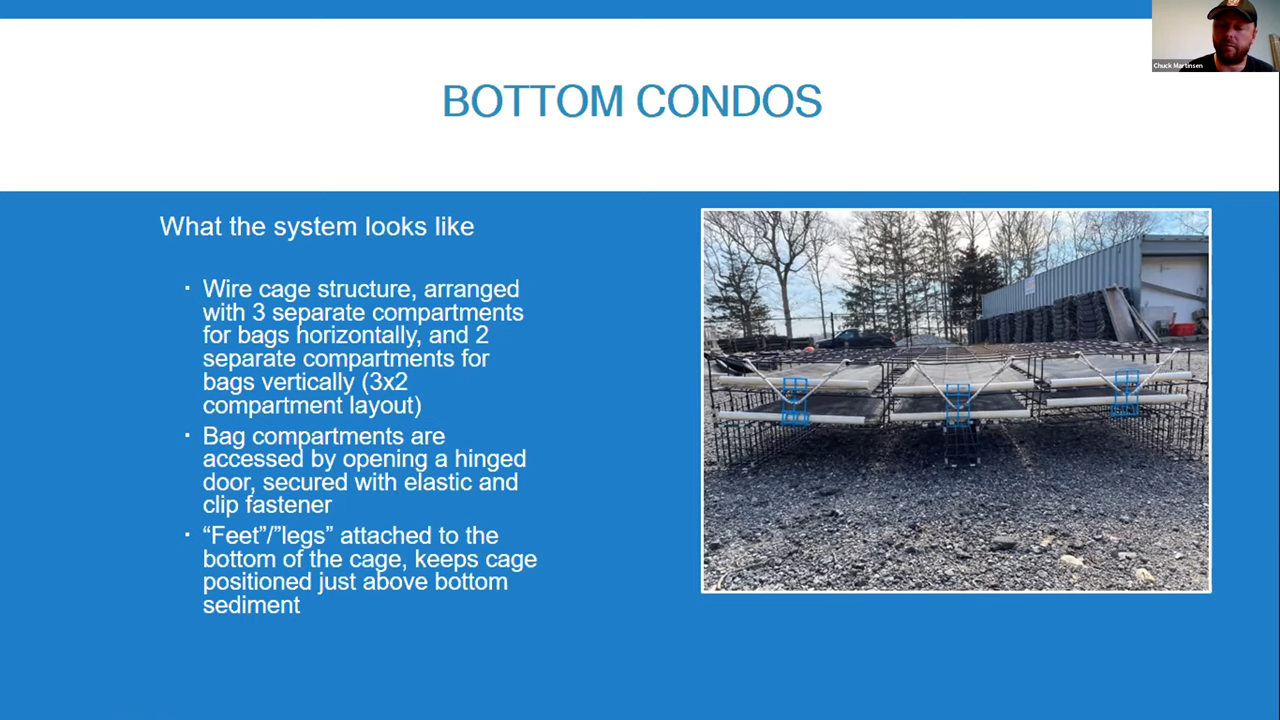 Chuck Martinsen
BOTTOM CONDOS
What the system looks like
· Wire cage structure, arranged
with 3 separate compartments
for bags horizontally, and 2
separate compartments for
bags vertically (3x2
compartment layout)
· Bag compartments are
accessed by opening a hinged
door, secured with elastic and
clip fastener
· “Feet”/”legs” attached to the
bottom of the cage, keeps cage
positioned just above bottom
sediment